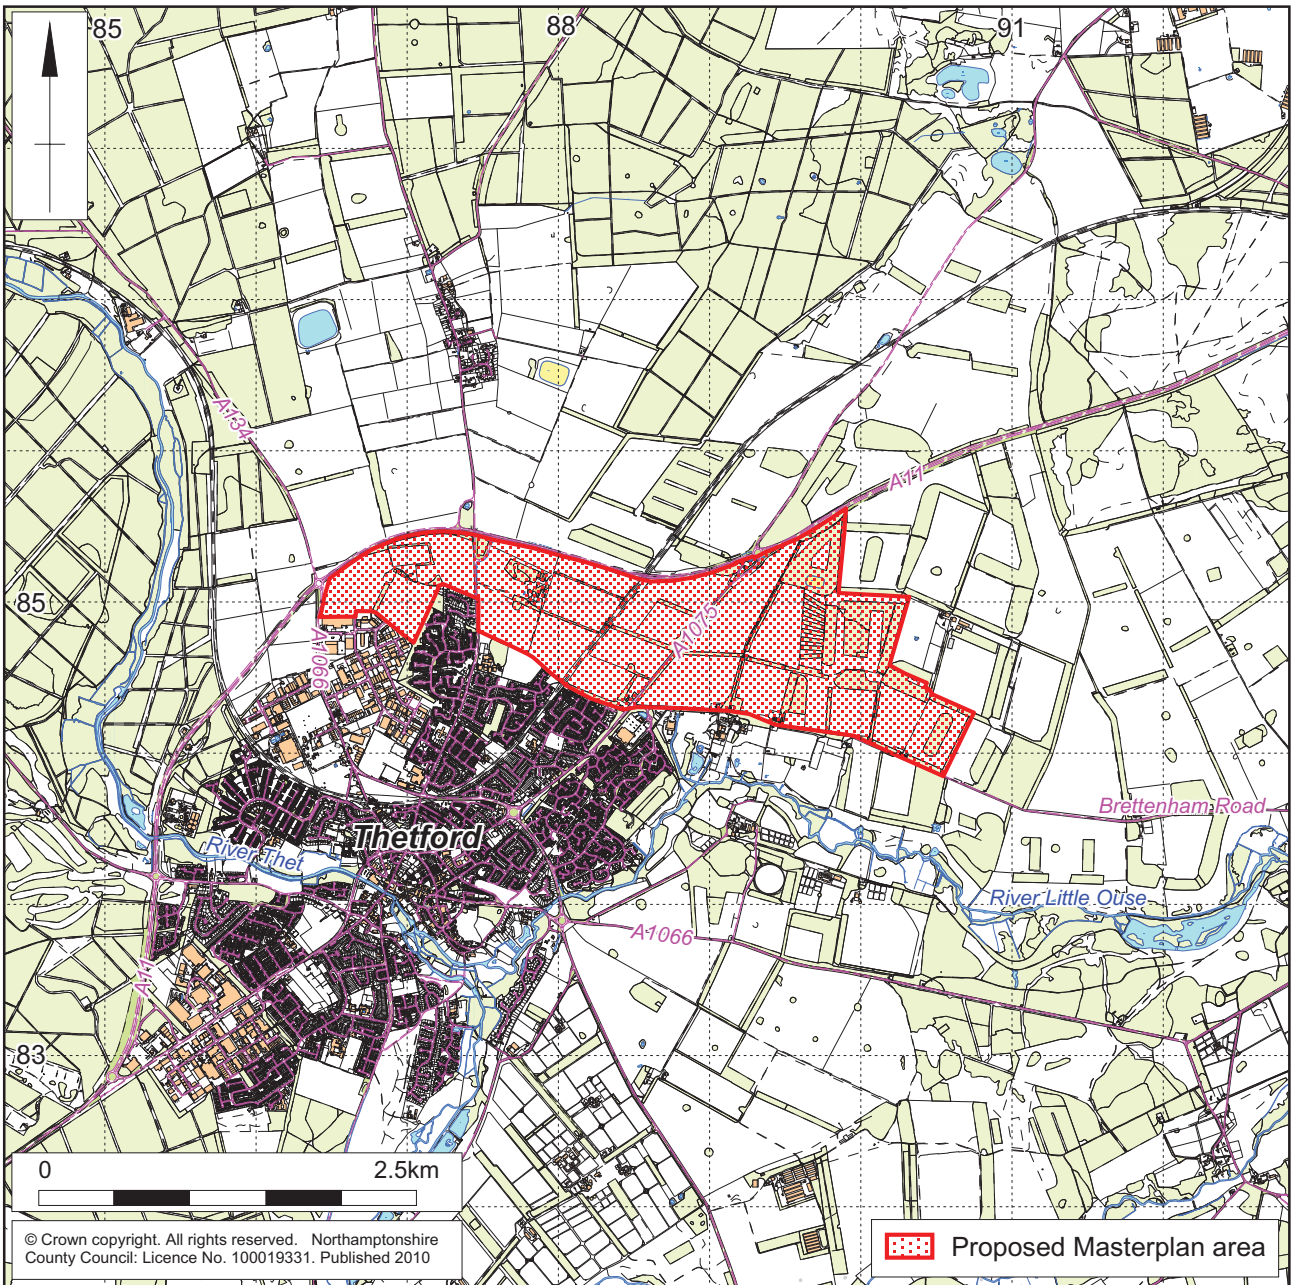 85
88
91
A134
A11
85
A1066
A1075
Brettenham Road
Thetford
River Thet
River Little Ouse
A1066
A11
83
0 2.5km
© Crown copyright. All rights reserved. Northamptonshire
County Council: Licence No. 100019331. Published 2010
Proposed Masterplan area